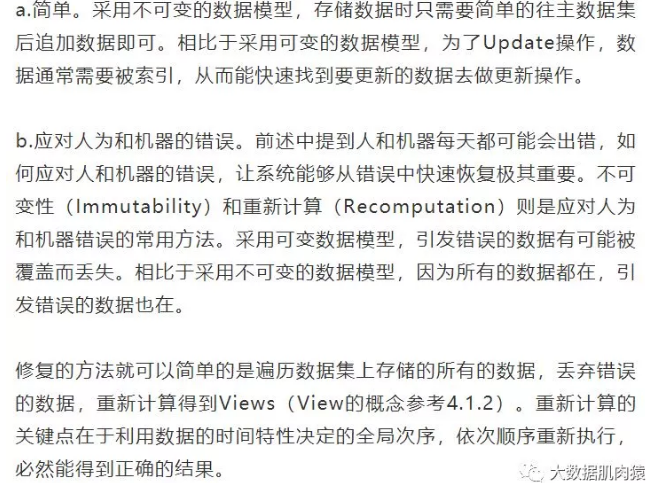 a.简单。采用不可变的数据模型，存储数据时只需要简单的往主数据集
后追加数据即可。相比于采用可变的数据模型，为了Update操作，数
据通常需要被索引，从而能快速找到要更新的数据去做更新操作。
b.应对人为和机器的错误。前述中提到人和机器每天都可能会出错，如
何应对人和机器的错误，让系统能够从错误中快速恢复极其重要。不可
变性（Immutability）和重新计算（Recomputation）则是应对人为
和机器错误的常用方法。采用可变数据模型，引发错误的数据有可能被
覆盖而丢失。相比于采用不可变的数据模型，因为所有的数据都在，引
发错误的数据也在。
修复的方法就可以简单的是遍历数据集上存储的所有的数据，丢弃错误
的数据，重新计算得到Views（View的概念参考4.1.2）。重新计算的
关键点在于利用数据的时间特性决定的全局次序，依次顺序重新执行，
必然能得到正确的结果。
大数据肌肉猿